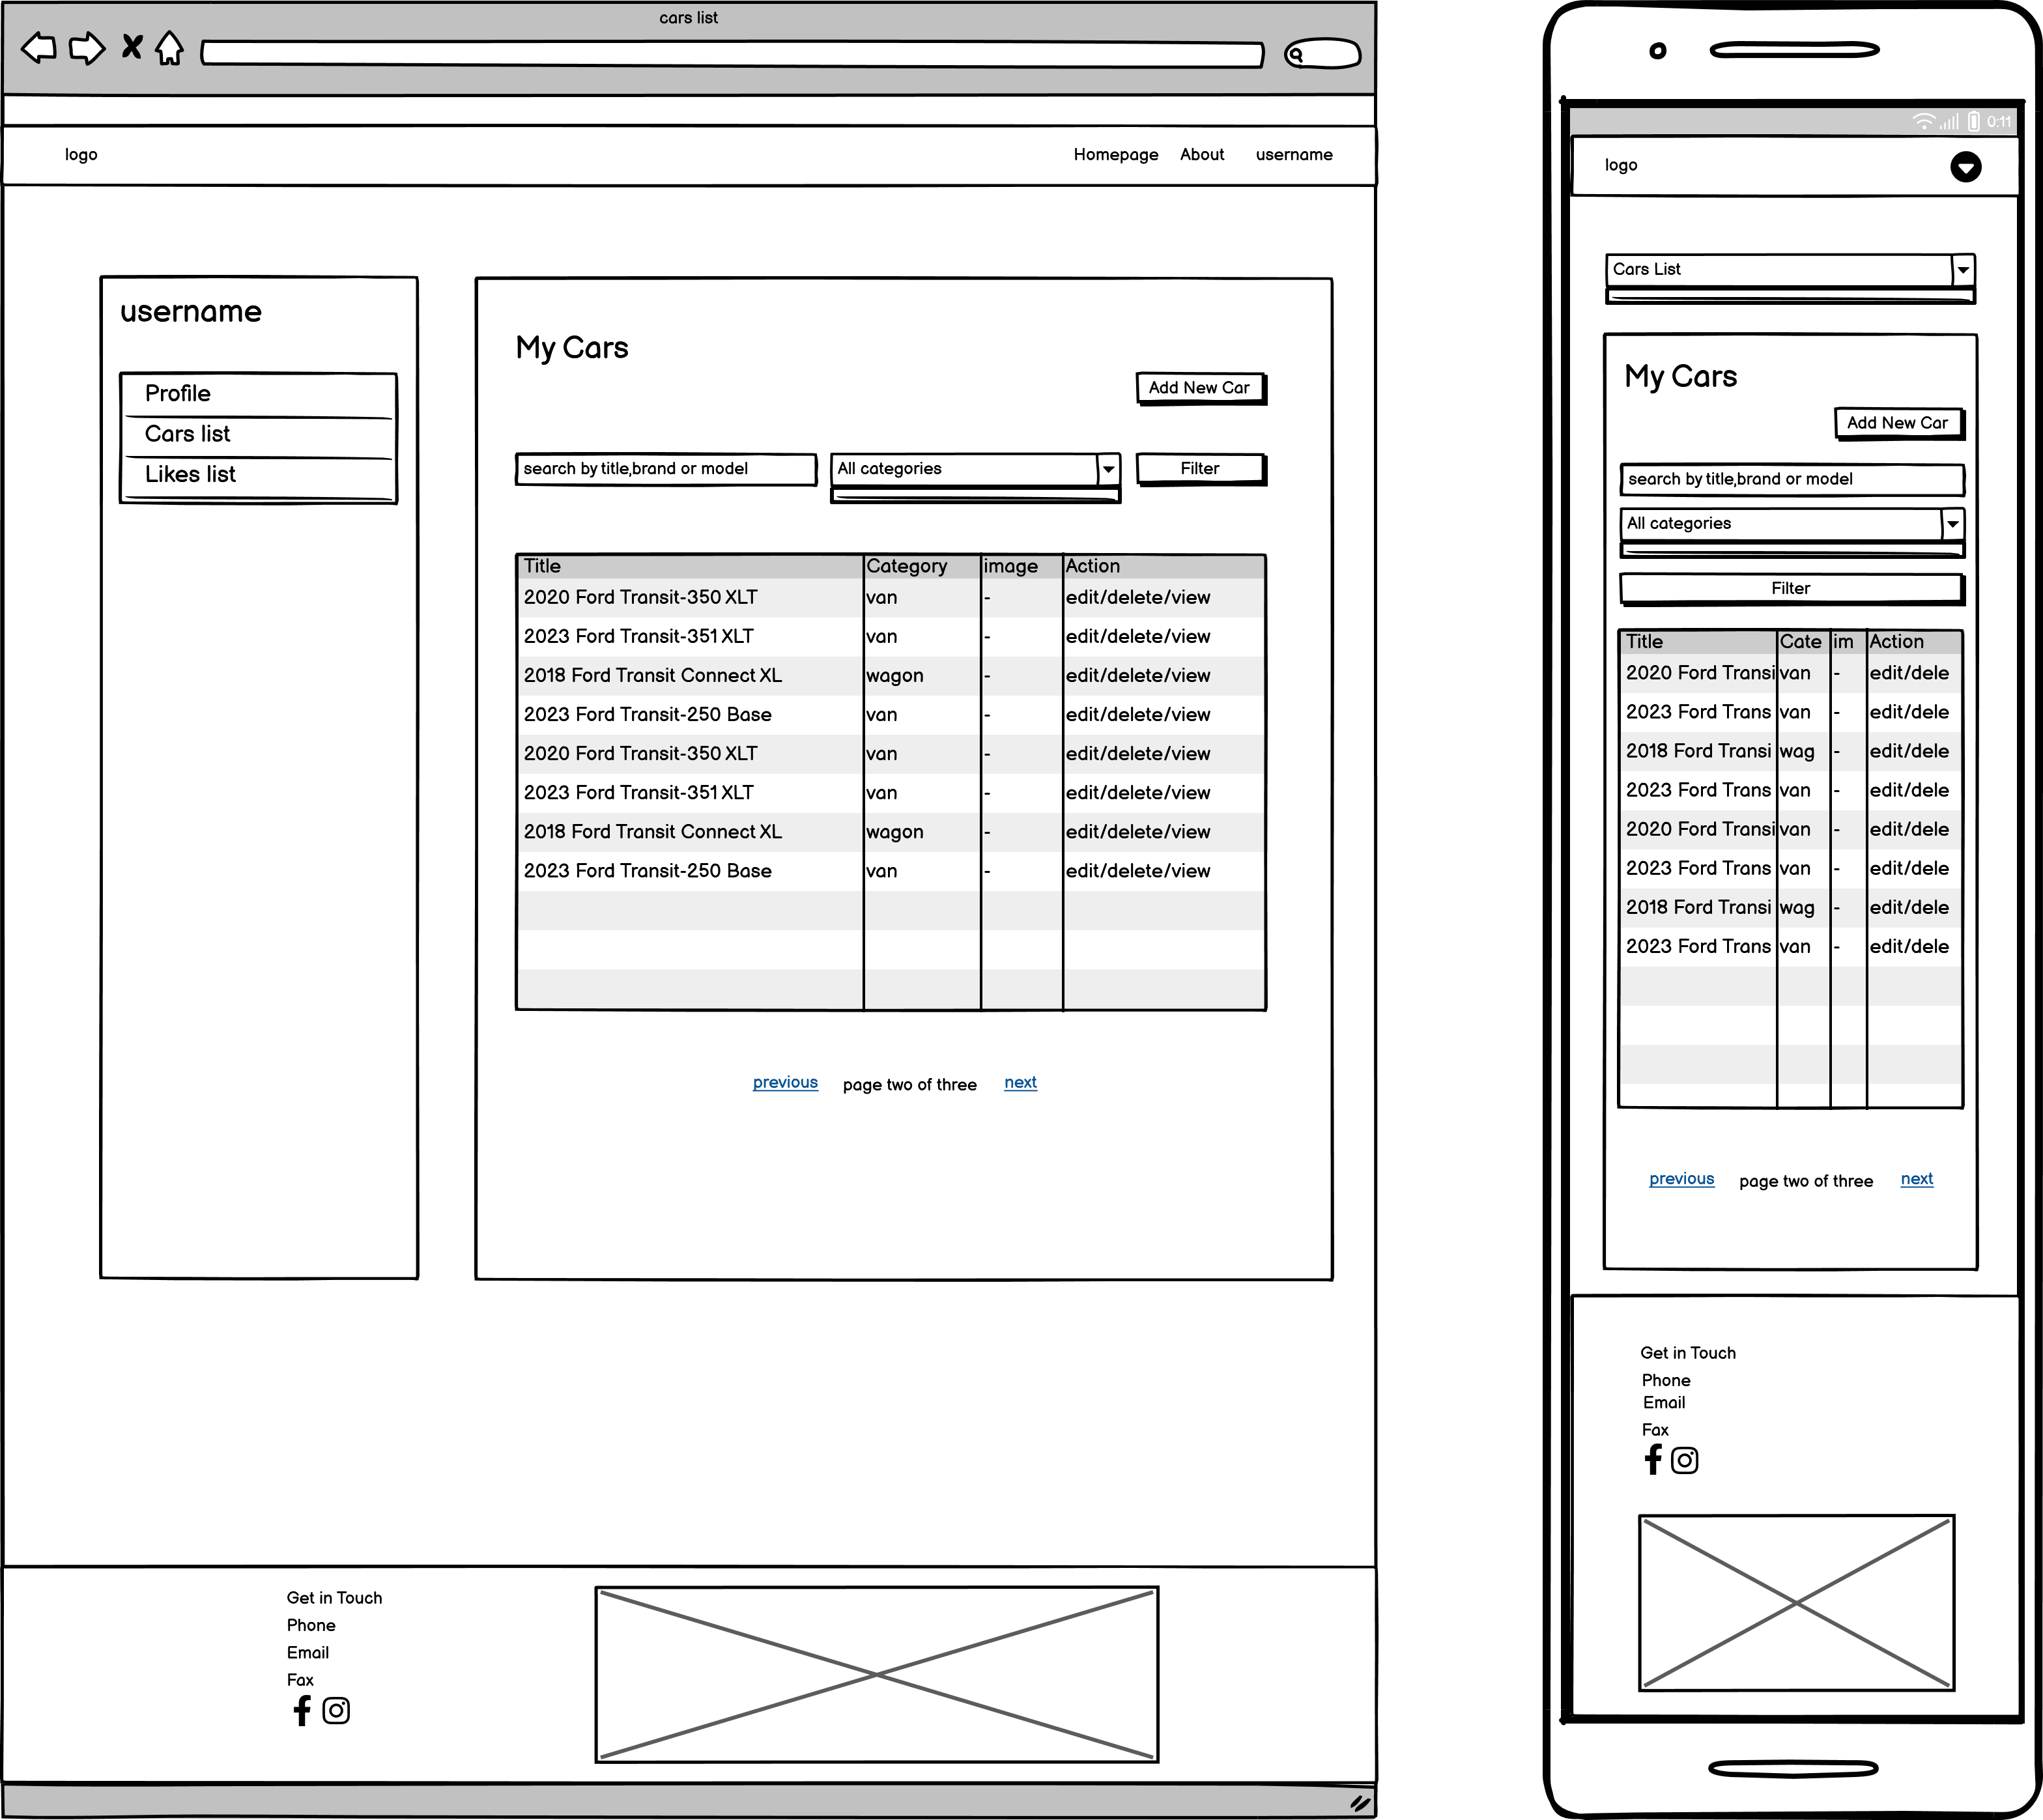 cars list
logo Homepage About username
username
Profile
Cars list
Likes list
My Cars
Add New Car
search by title,brand or model All categories Filter
Title Category image Action
2020 Ford Transit-350 XLT van - edit/delete/view
2023 Ford Transit-351 XLT van - edit/delete/view
2018 Ford Transit Connect XL wagon - edit/delete/view
2023 Ford Transit-250 Base van - edit/delete/view
2020 Ford Transit-350 XLT van - edit/delete/view
2023 Ford Transit-351 XLT van - edit/delete/view
2018 Ford Transit Connect XL wagon - edit/delete/view
2023 Ford Transit-250 Base van - edit/delete/view
previous page two of three next
Get in Touch
Phone
Email
Fax
0:11
logo
Cars List
My Cars
Add New Car
search by title,brand or model
All categories
Filter
Title Cate im Action
2020 Ford Transi van - edit/dele
2023 Ford Trans van - edit/dele
2018 Ford Transi wag - edit/dele
2023 Ford Trans van - edit/dele
2020 Ford Transi van - edit/dele
2023 Ford Trans van - edit/dele
2018 Ford Transi wag - edit/dele
2023 Ford Trans van - edit/dele
previous page two of three next
Get in Touch
Phone
Email
Fax